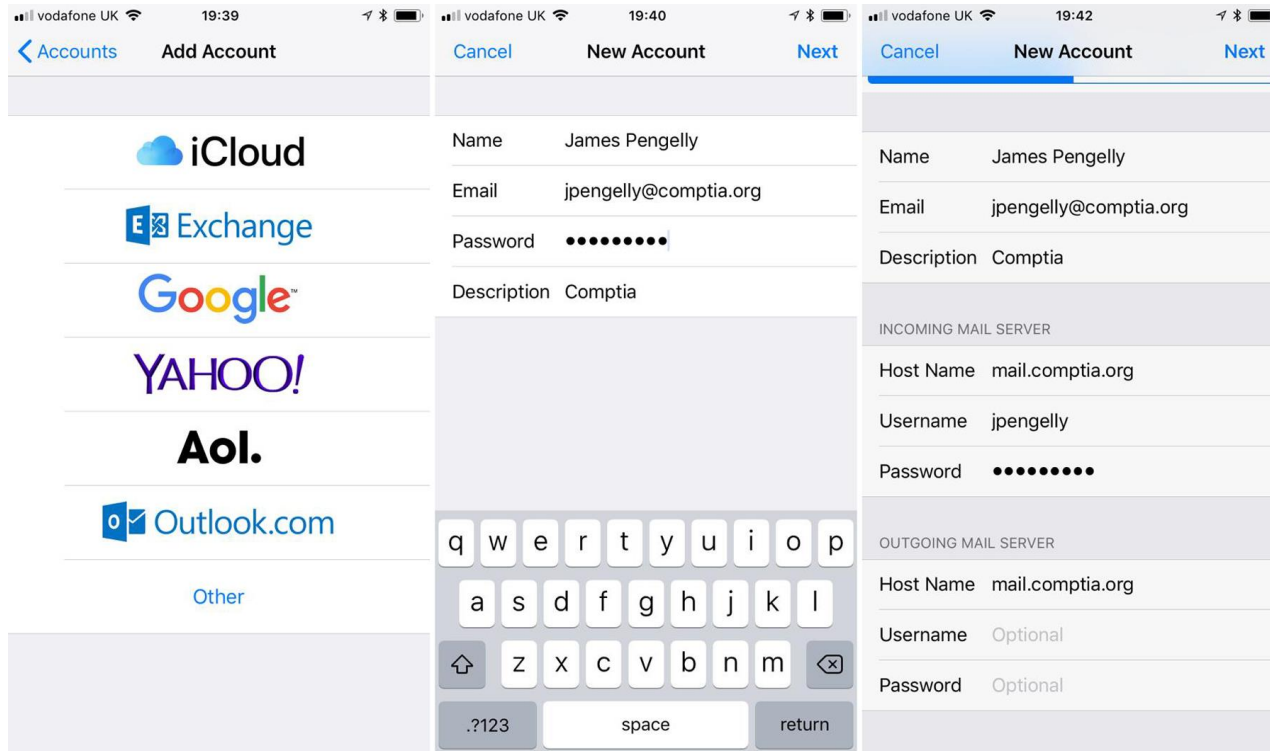 vodafone UK 19:39
Accounts Add Account
iCloud
E Exchange
Google™
YAHOO!
Aol.
o Outlook.com
Other
vodafone UK 19:40
Cancel New Account Next
Name James Pengelly
Email jpengelly@comptia.org
Password •••••••••
Description Comptia
q w e r t y u i o p
a s d f g h j k l
z x c v b n m
.?123 space return
vodafone UK 19:42
Cancel New Account Next
Name James Pengelly
Email jpengelly@comptia.org
Description Comptia
INCOMING MAIL SERVER
Host Name mail.comptia.org
Username jpengelly
Password •••••••••
OUTGOING MAIL SERVER
Host Name mail.comptia.org
Username Optional
Password Optional